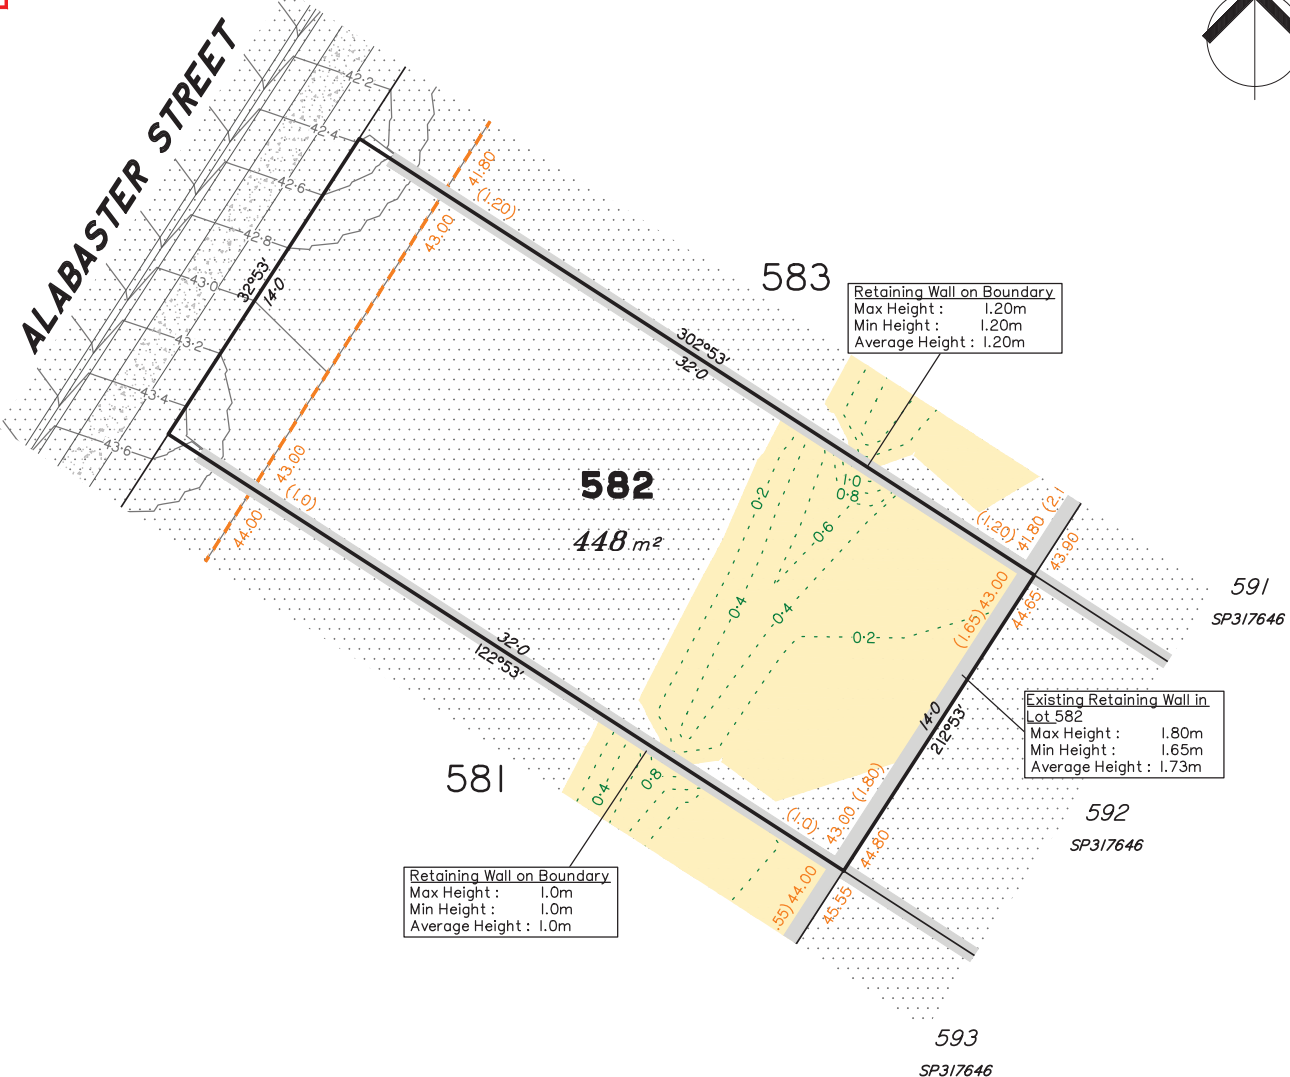 ALABASTER STREET
42·2
42·4
42·6
42·8
43·0
43·2
43·4
43·6
32°53'
14·0
41.80
(1.20)
43.00
43.00
(1.0)
44.00
583
302°53'
32·0
Retaining Wall on Boundary
Max Height : 1.20m
Min Height : 1.20m
Average Height : 1.20m
582
448 m²
0·2
1·0
0·8
0·6
0·4
0·4
0·2
(1.20)
41.80 (2.1
43.90
(1.65) 43.00
44.65
591
SP317646
32·0
122°53'
14·0
212°53'
Existing Retaining Wall in
Lot 582
Max Height : 1.80m
Min Height : 1.65m
Average Height : 1.73m
581
0·4
0·8
(1.0)
43.00 (1.80)
44.80
592
SP317646
Retaining Wall on Boundary
Max Height : 1.0m
Min Height : 1.0m
Average Height : 1.0m
.55) 44.00
45.55
593
SP317646